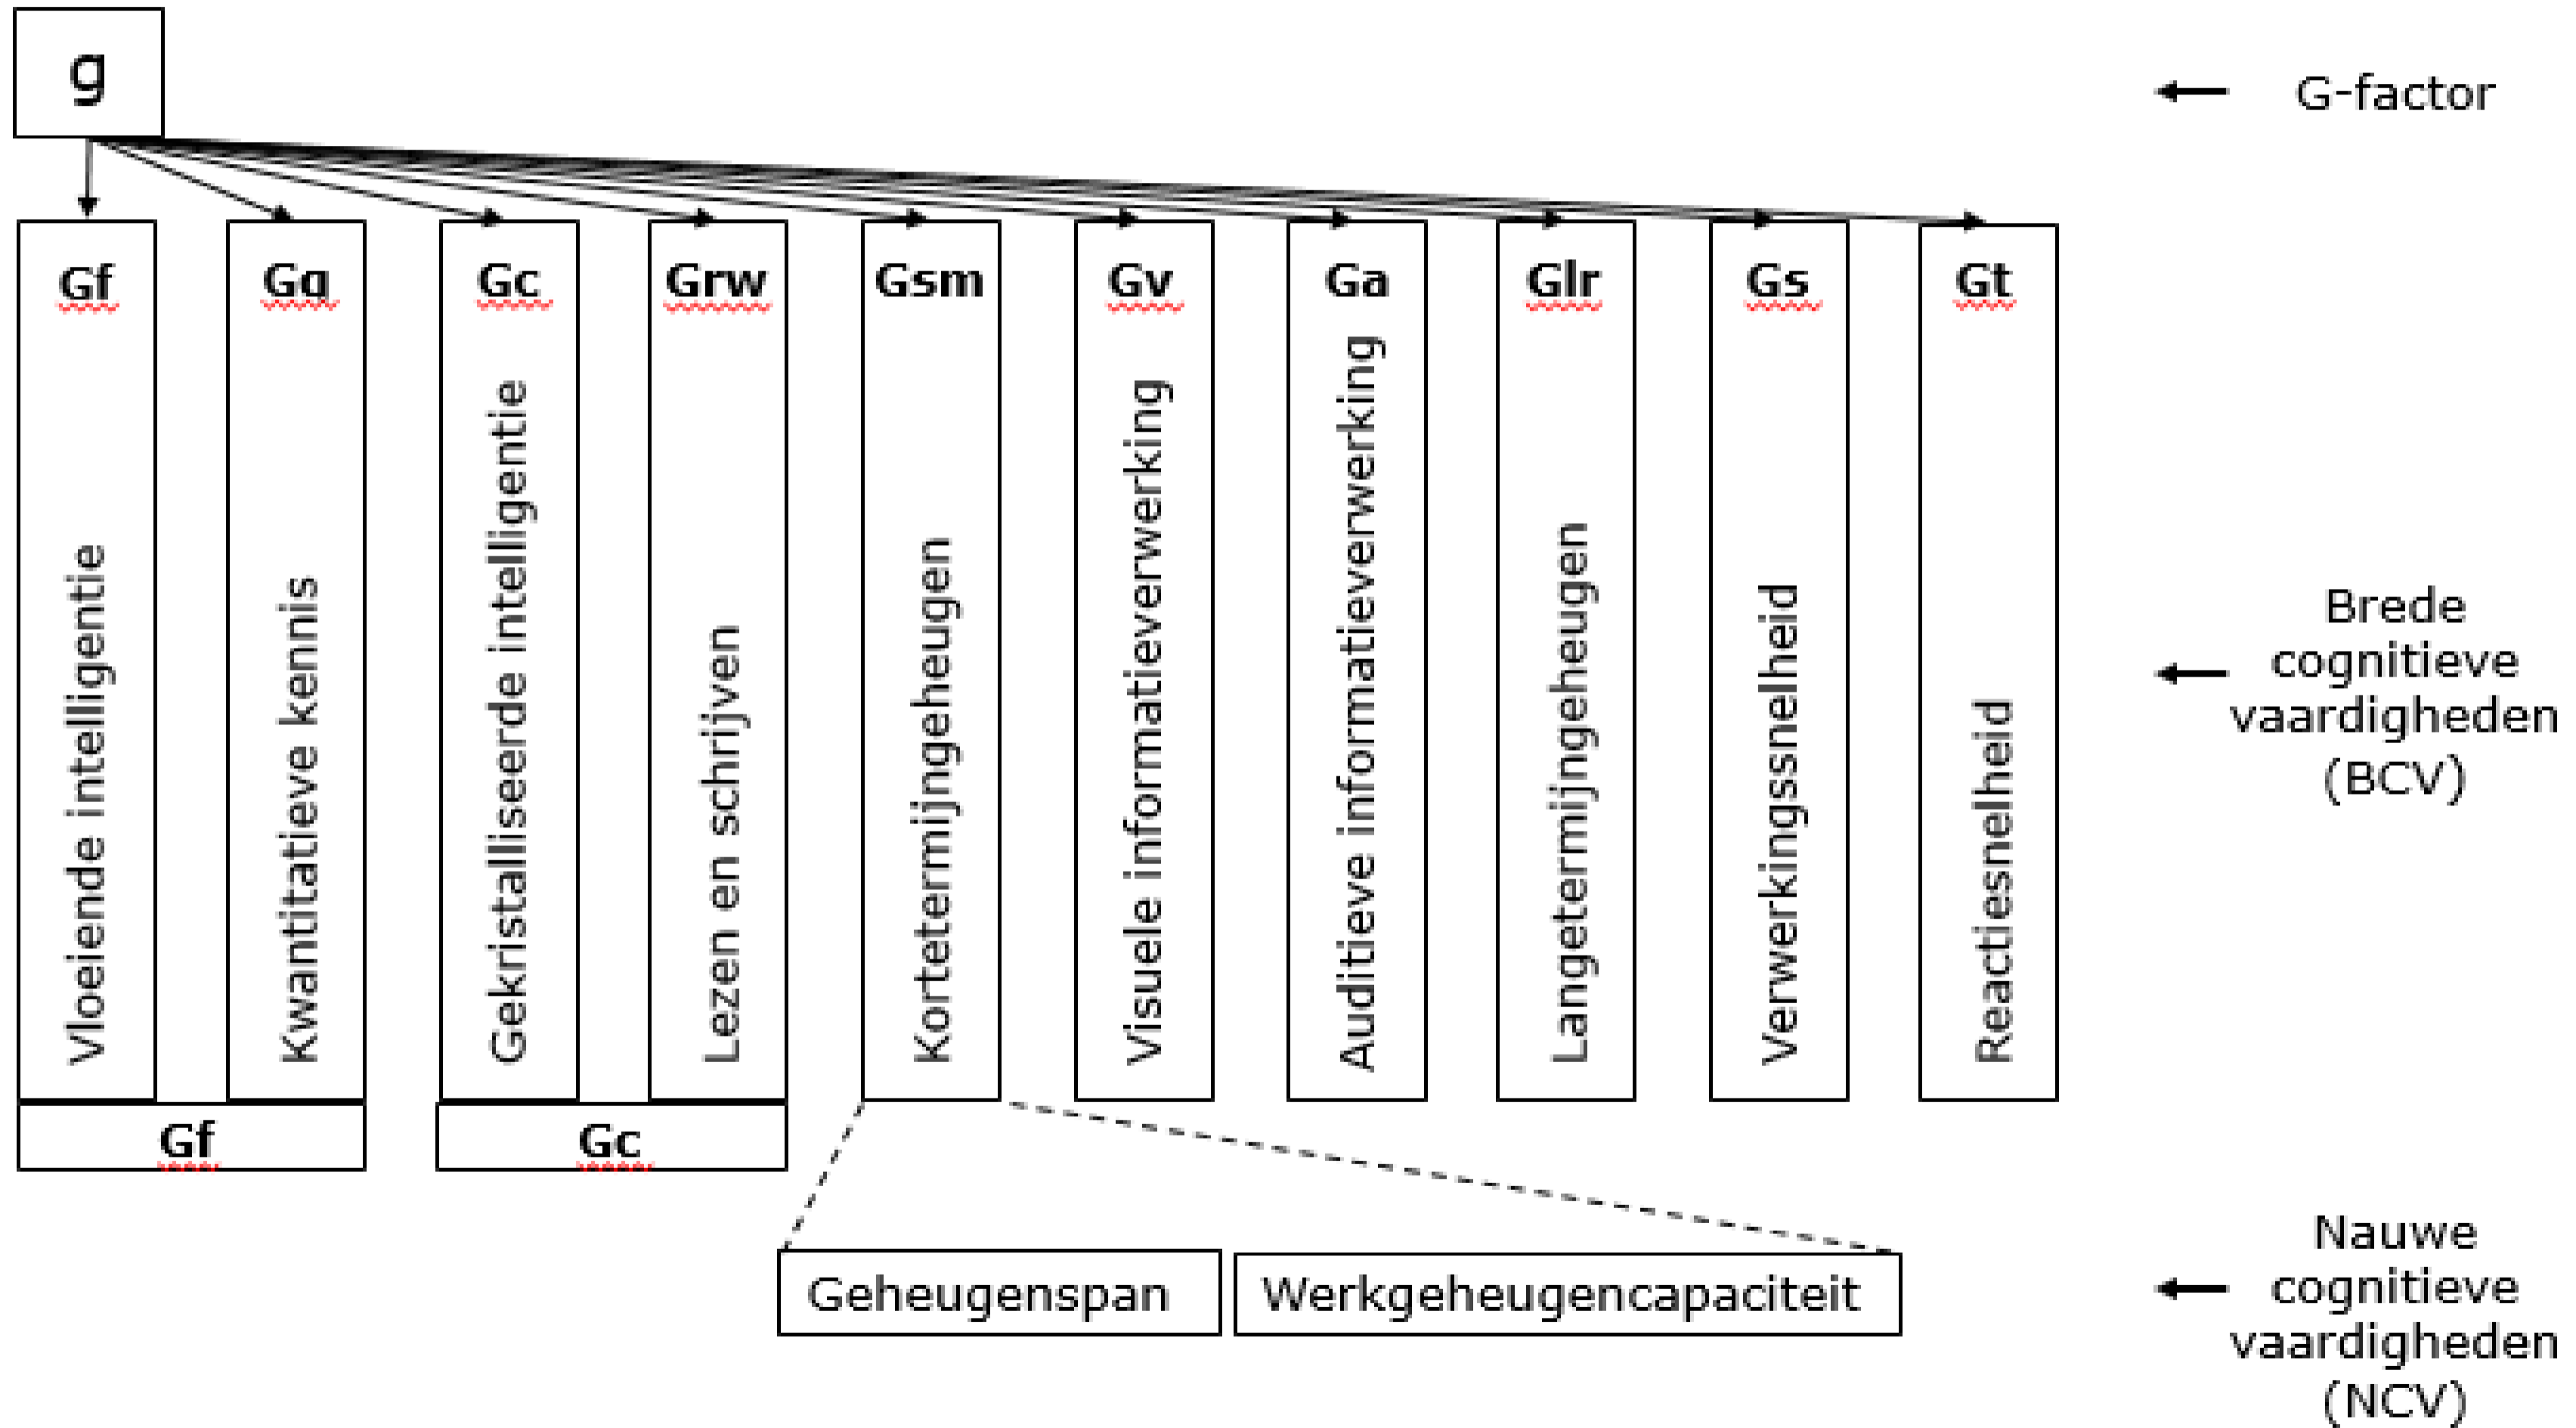 g
G-factor
Gf
Gq
Gc
Grw
Gsm
Gv
Ga
Glr
Gs
Gt
Vloeiende intelligentie
Kwantitatieve kennis
Gekristalliseerde intelligentie
Lezen en schrijven
Kortetermijngeheugen
Visuele informatieverwerking
Auditieve informatieverwerking
Langetermijngeheugen
Verwerkingssnelheid
Reactiesnelheid
Brede
cognitieve
vaardigheden
(BCV)
Gf
Gc
Geheugenspan
Werkgeheugencapaciteit
Nauwe
cognitieve
vaardigheden
(NCV)